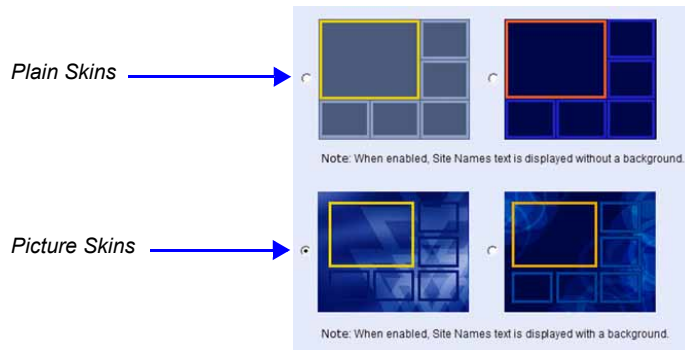 Plain Skins
Note: When enabled, Site Names text is displayed without a background.
Picture Skins
Note: When enabled, Site Names text is displayed with a background.